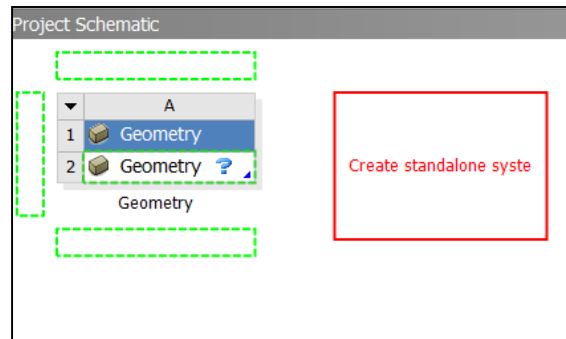 Project Schematic
A
1 Geometry
2 Geometry ?
Geometry
Create standalone syste